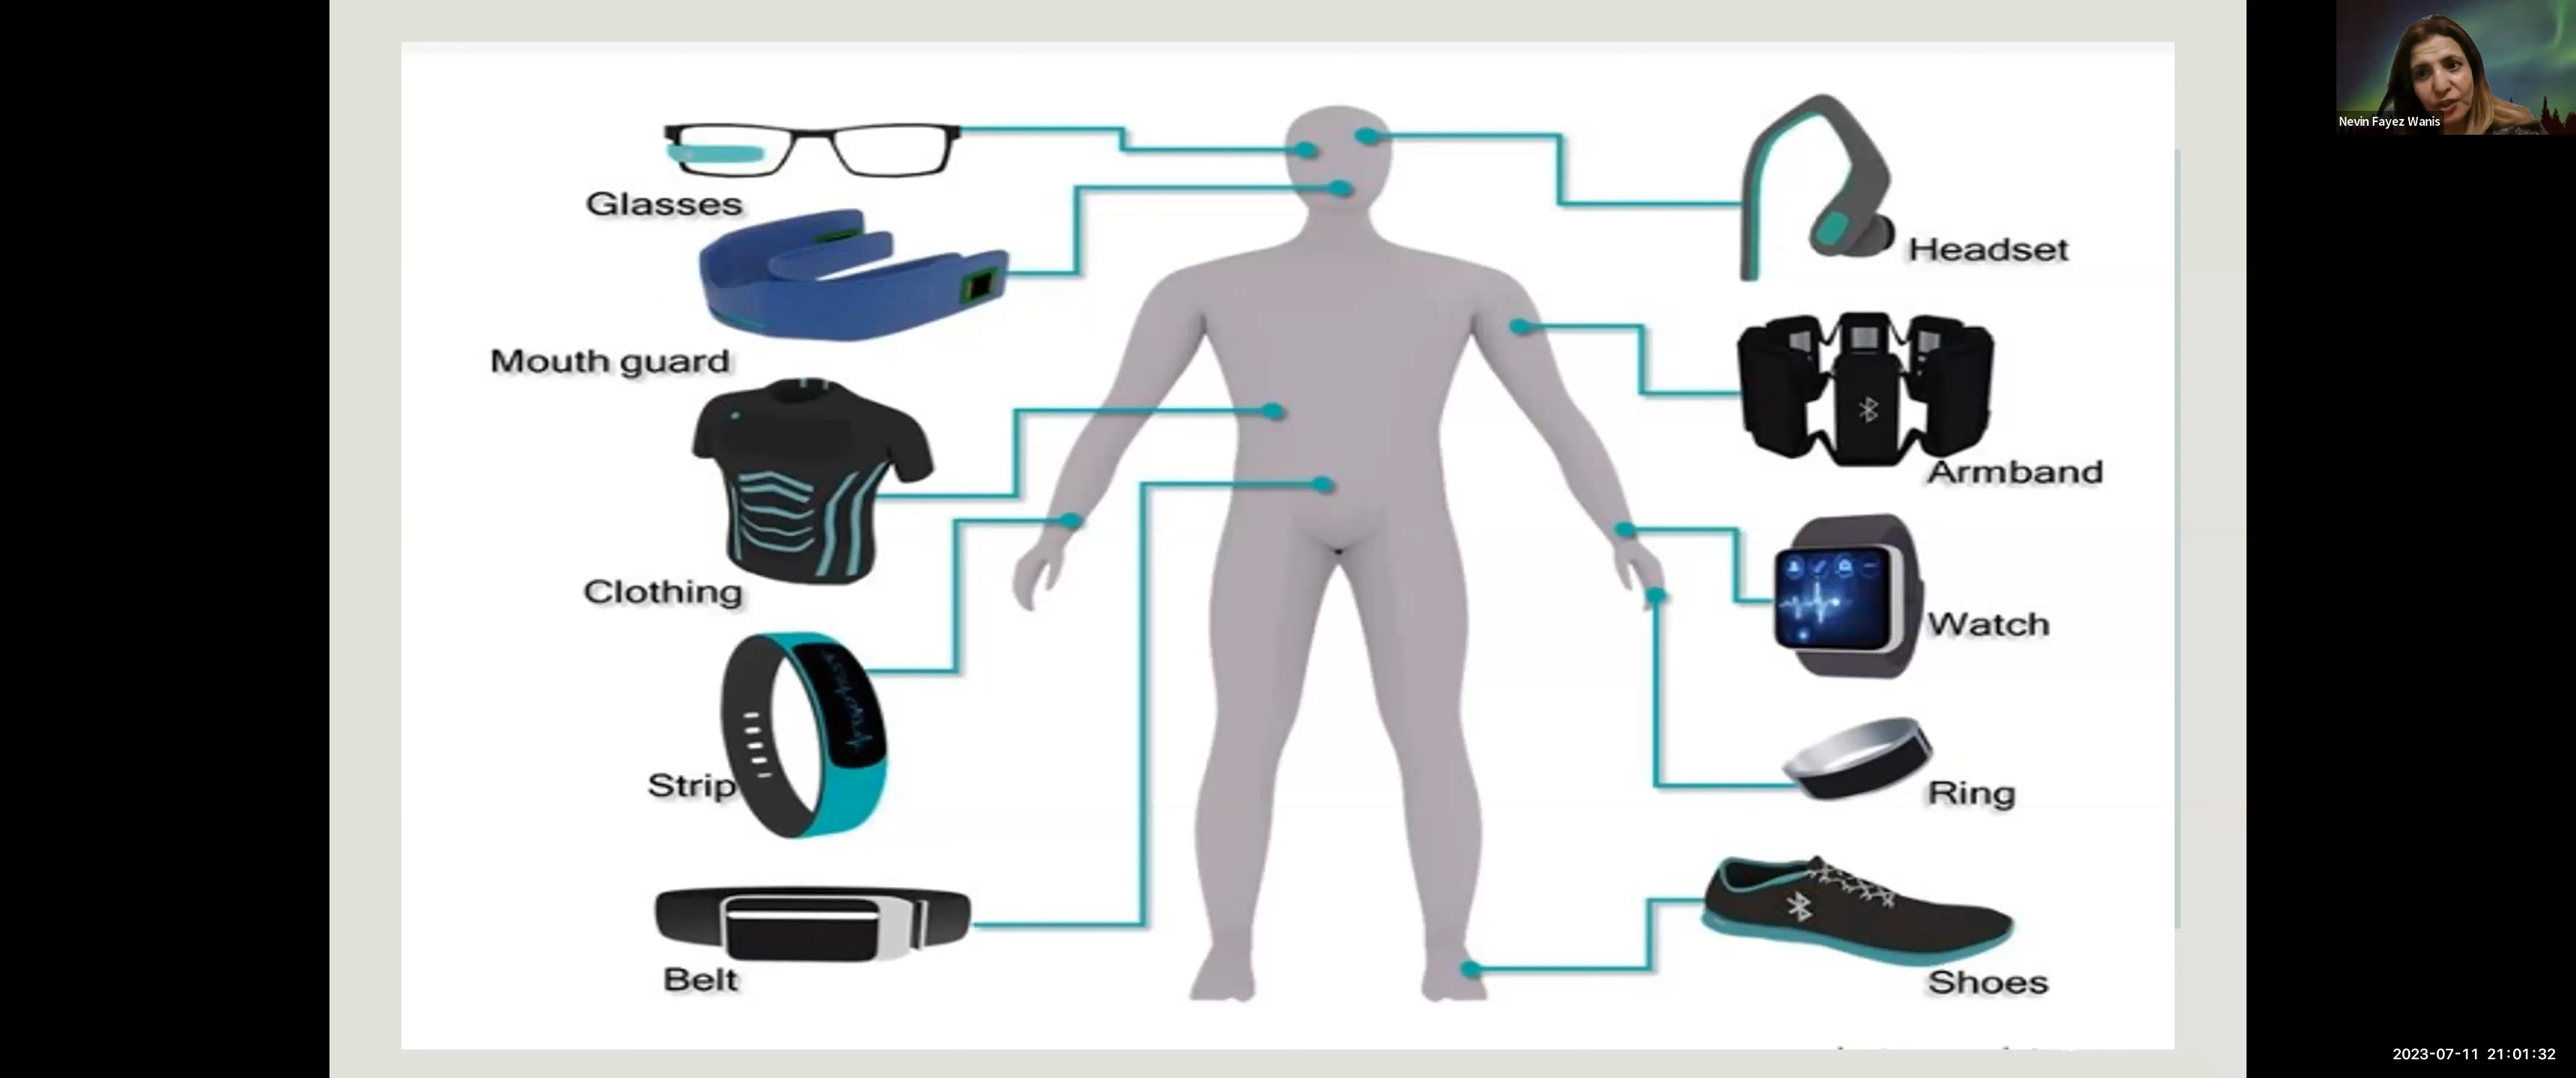 Nevin Fayez Wanis
Glasses
Headset
Mouth guard
Armband
Clothing
Watch
Strip
Ring
Belt
Shoes
2023-07-11 21:01:32